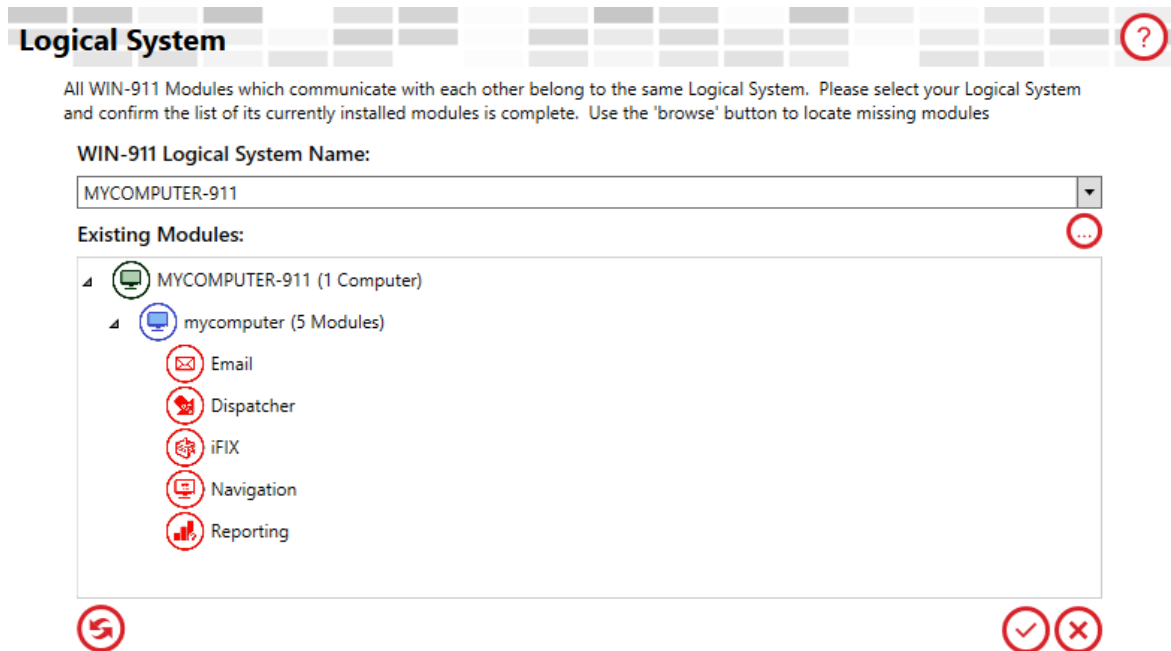 Logical System
?
All WIN-911 Modules which communicate with each other belong to the same Logical System.  Please select your Logical System
and confirm the list of its currently installed modules is complete.  Use the 'browse' button to locate missing modules
WIN-911 Logical System Name:
MYCOMPUTER-911
Existing Modules:
...
MYCOMPUTER-911 (1 Computer)
mycomputer (5 Modules)
Email
Dispatcher
iFIX
Navigation
Reporting